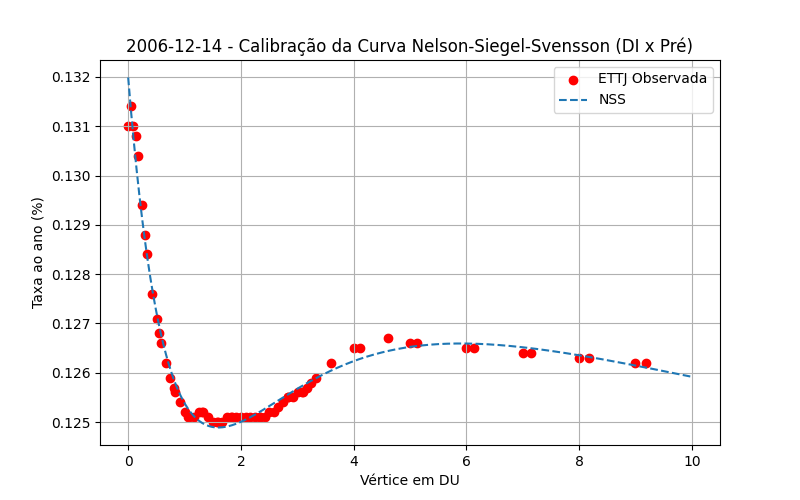 2006-12-14 - Calibração da Curva Nelson-Siegel-Svensson (DI x Pré)
ETTJ Observada
NSS
Taxa ao ano (%)
0.132
0.131
0.130
0.129
0.128
0.127
0.126
0.125
0
2
4
6
8
10
Vértice em DU